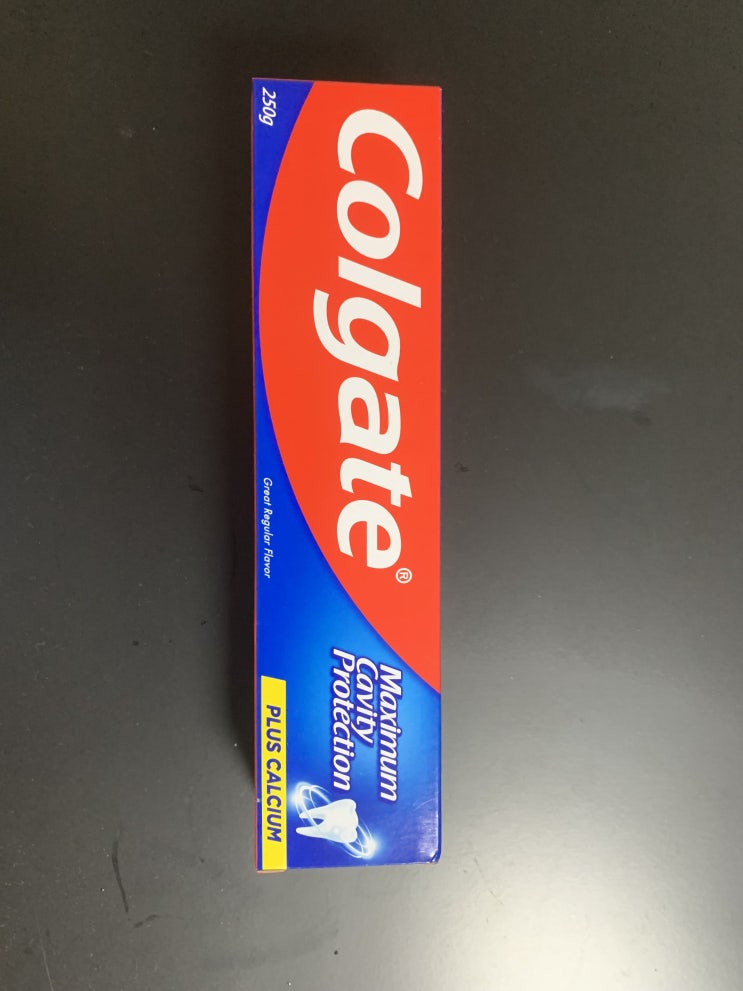 Colgate®
Maximum
Cavity
Protection
250g
Great Regular Flavor
PLUS CALCIUM